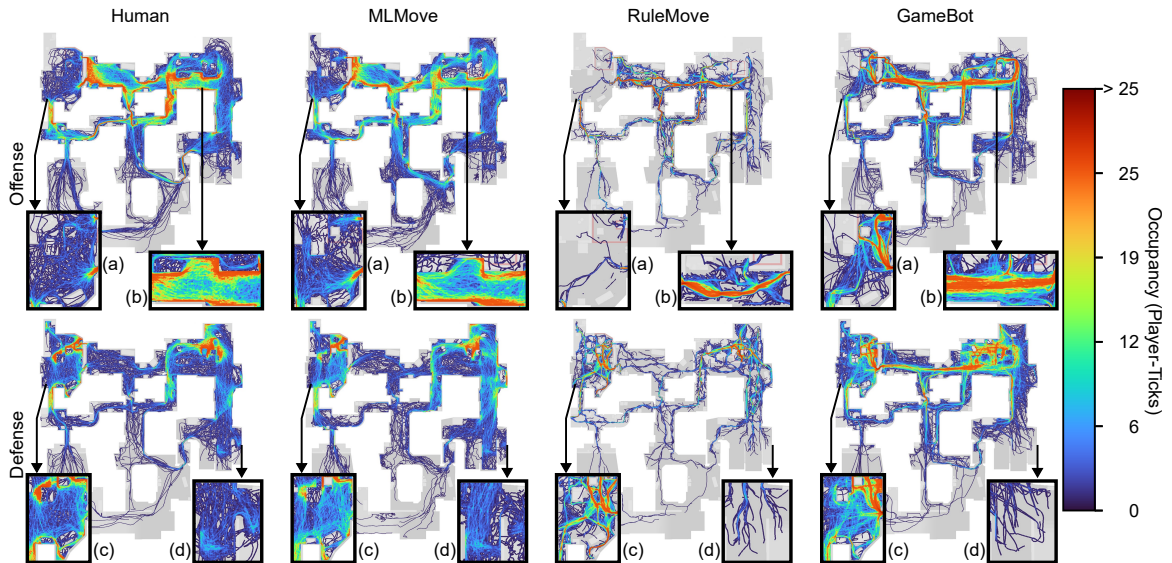 Human
MLMove
RuleMove
GameBot
Offense
(a)
(b)
(a)
(b)
(a)
(b)
(a)
(b)
Defense
(c)
(d)
(c)
(d)
(c)
(d)
(c)
(d)
> 25
25
19
12
6
0
Occupancy (Player-Ticks)